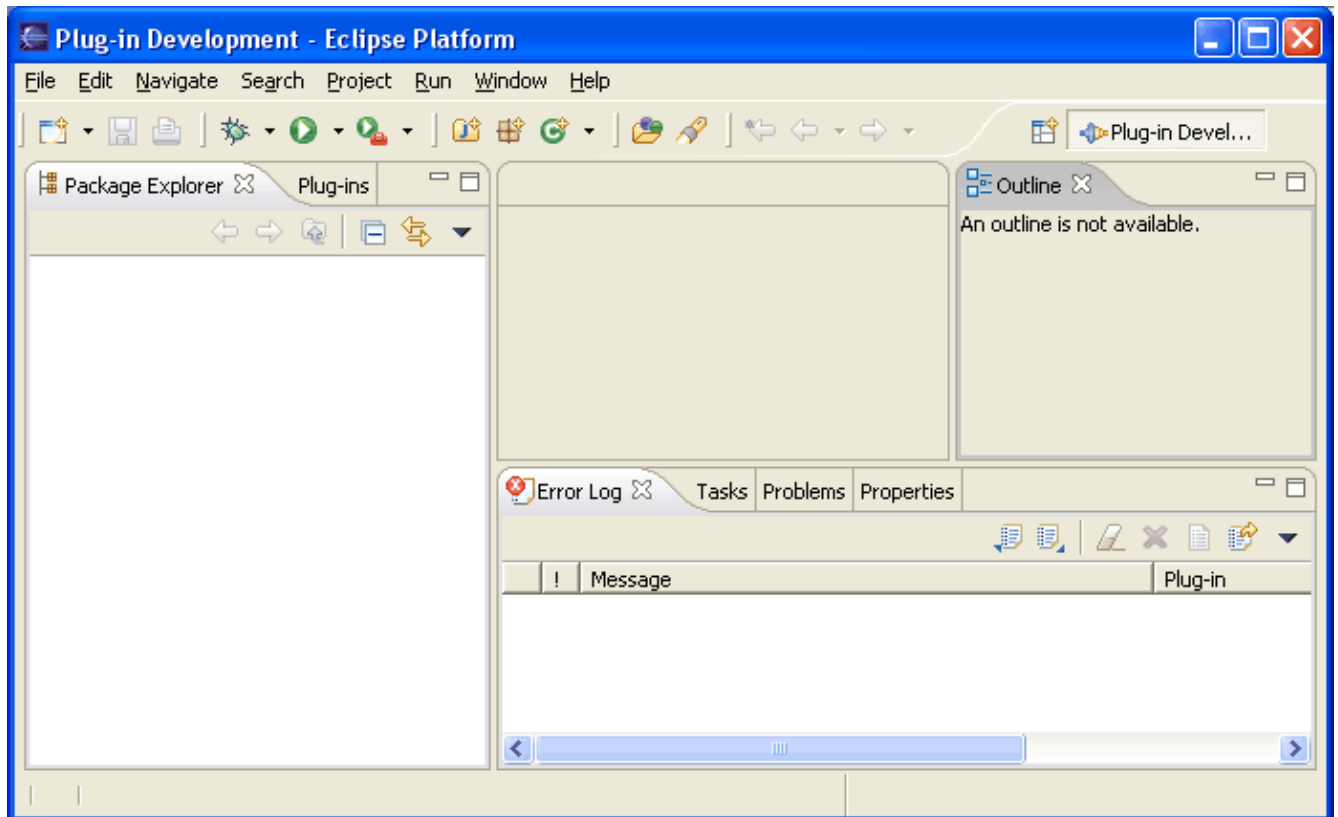 Plug-in Development - Eclipse Platform
File Edit Navigate Search Project Run Window Help
Plug-in Devel...
Package Explorer Plug-ins
Outline
An outline is not available.
Error Log Tasks Problems Properties
! Message Plug-in